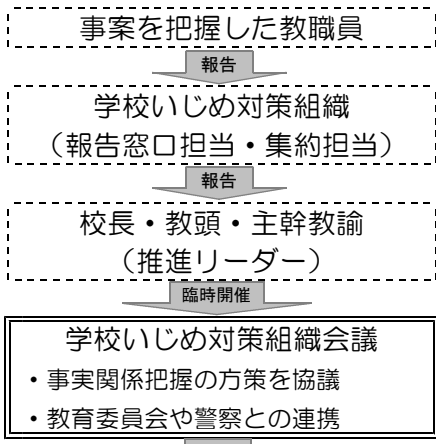 事案を把握した教職員
報告
学校いじめ対策組織
（報告窓口担当・集約担当）
報告
校長・教頭・主幹教諭
（推進リーダー）
臨時開催
学校いじめ対策組織会議
・事実関係把握の方策を協議
・教育委員会や警察との連携